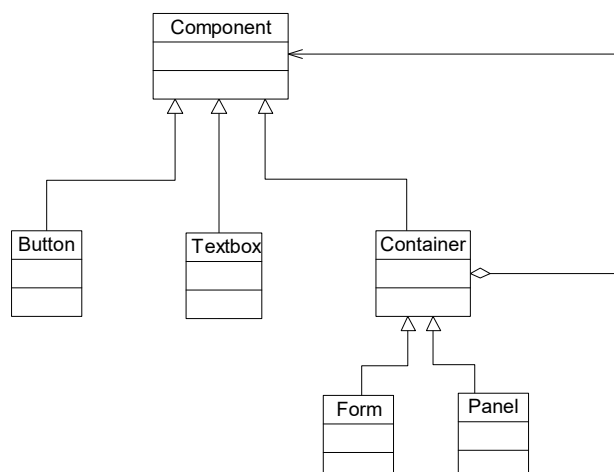 Component
Button
Textbox
Container
Form
Panel